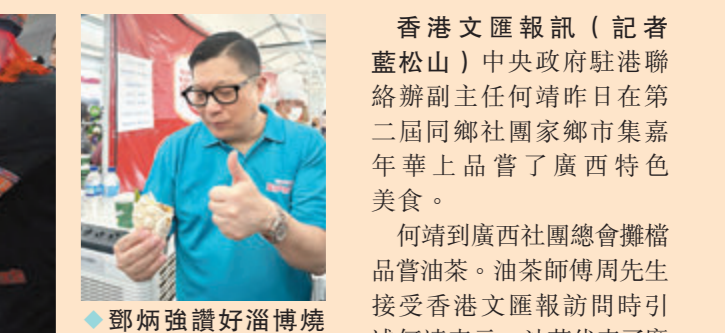 ◆鄧炳強讚好淄博燒
香港文匯報訊（記者
藍松山）中央政府駐港聯
絡辦副主任何靖昨日在第
二屆同鄉社團家鄉市集嘉
年華上品嘗了廣西特色
美食。
何靖到廣西社團總會攤檔
品嘗油茶。油茶師傅周先生
接受香港文匯報訪問時引